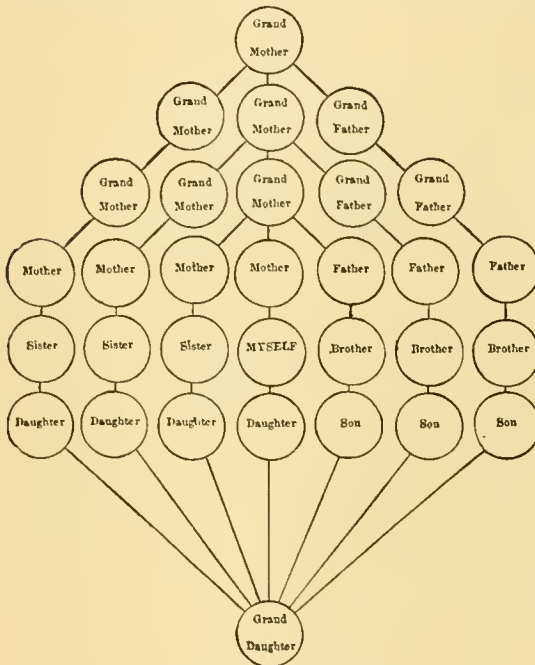 Grand
Mother
Grand Grand Grand
Mother Mother Father
Grand Grand Grand Grand Grand
Mother Mother Mother Father Father
Mother Mother Mother Mother Father Father Father
Sister Sister Sister MYSELF Brother Brother Brother
Daughter Daughter Daughter Daughter Son Son Son
Grand
Daughter